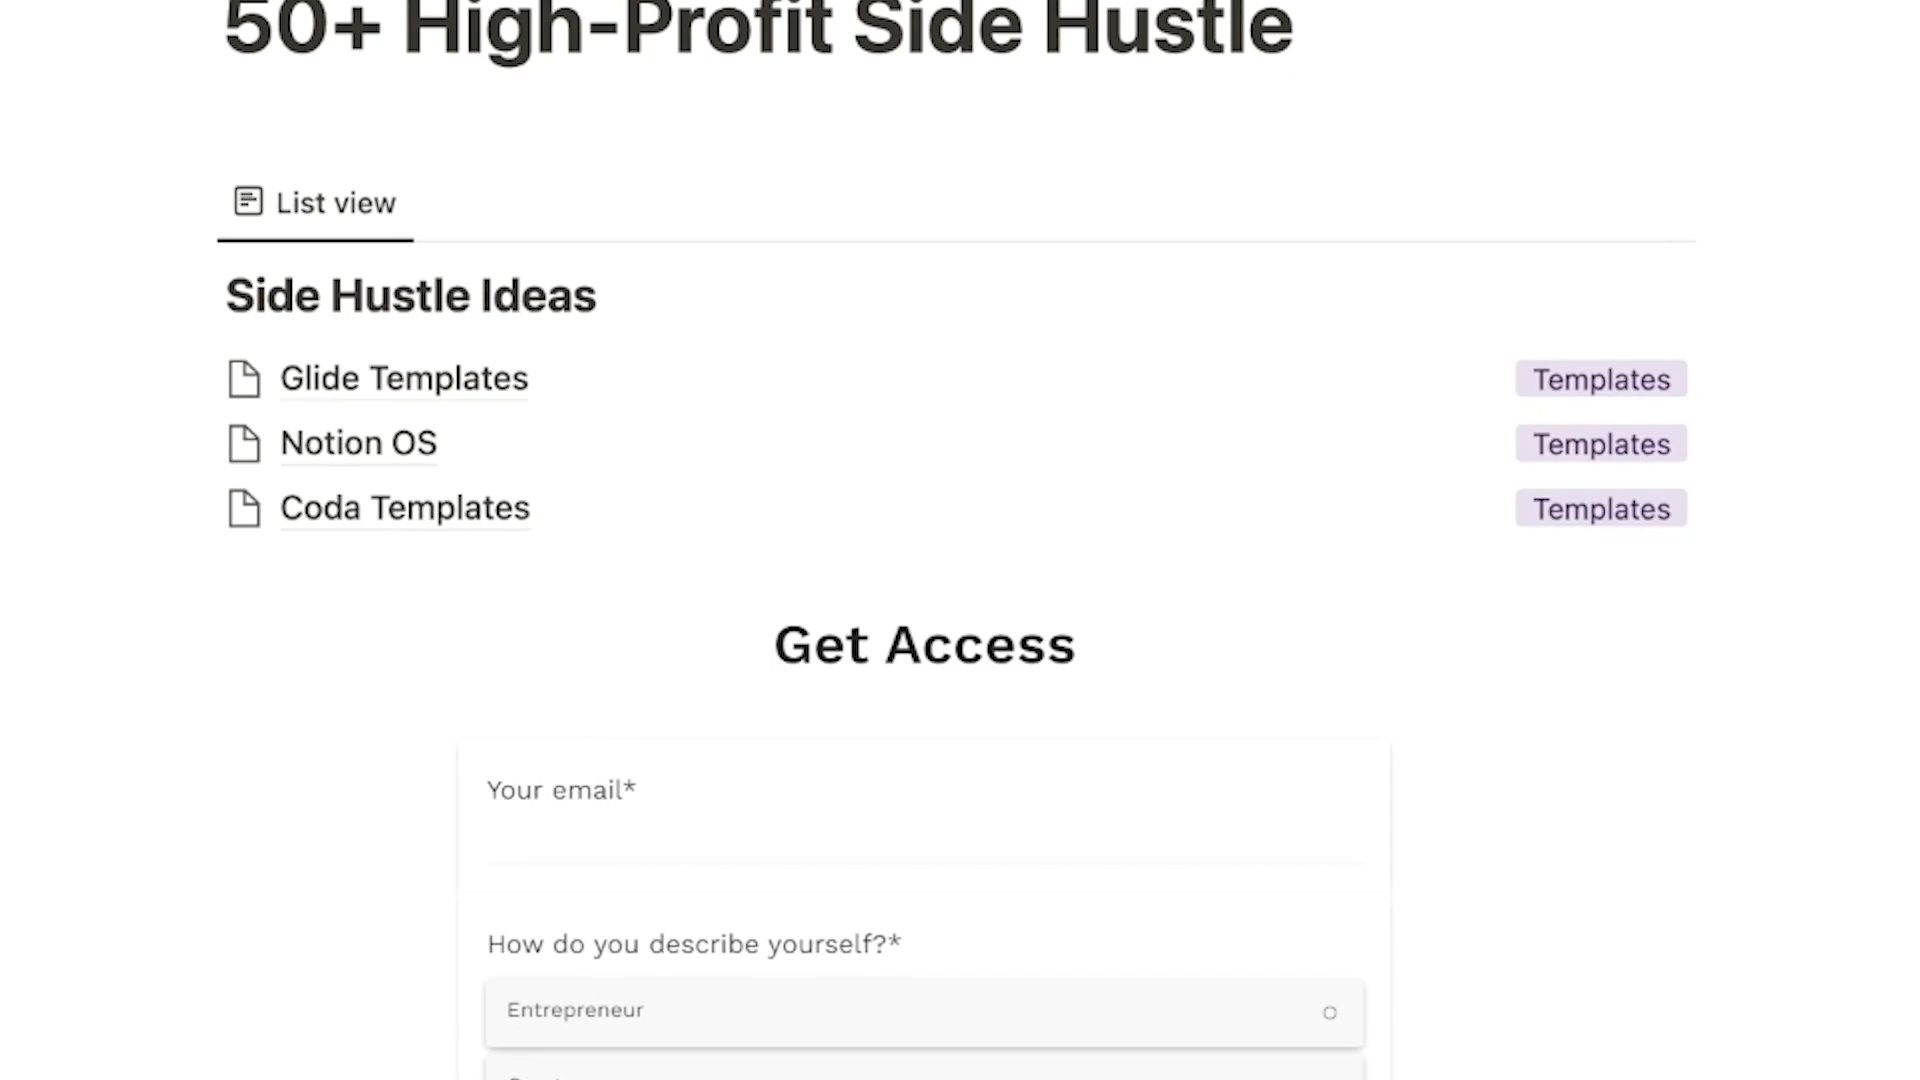 50+ High-Profit Side Hustle
List view
Side Hustle Ideas
Glide Templates Templates
Notion OS Templates
Coda Templates Templates
Get Access
Your email*
How do you describe yourself?*
Entrepreneur